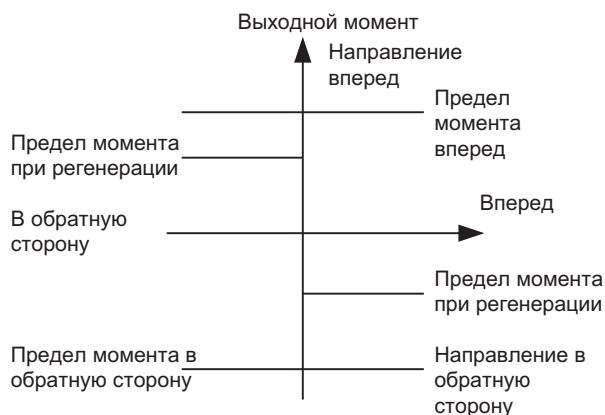 Выходной момент
Направление
вперед
Предел
момента
вперед
Предел момента
при регенерации
Вперед
В обратную
сторону
Предел момента
при регенерации
Предел момента в
обратную сторону
Направление в
обратную
сторону